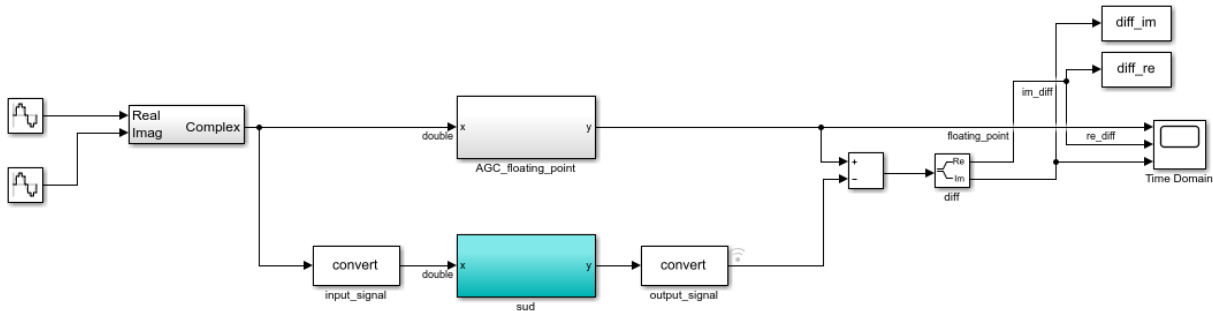 diff_im
diff_re
im_diff
Real
Imag
Complex
double
x
y
AGC_floating_point
floating_point
re_diff
Time Domain
+
−
Re
Im
diff
convert
input_signal
double
x
y
sud
convert
output_signal